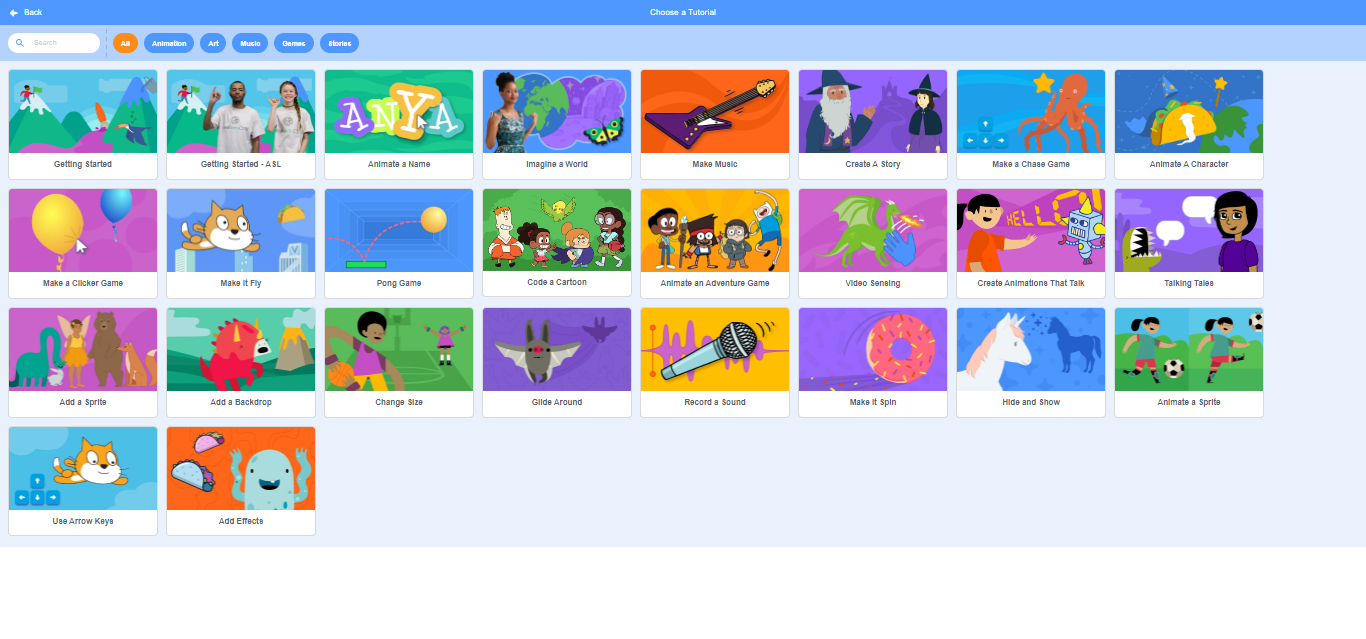 Back
Choose a Tutorial
Search
All
Animation
Art
Music
Games
Stories
ANYA
Getting Started
Getting Started - ASL
Animate a Name
Imagine a World
Make Music
Create A Story
Make a Chase Game
Animate A Character
HELLO
Make a Clicker Game
Make It Fly
Pong Game
Code a Cartoon
Animate an Adventure Game
Video Sensing
Create Animations That Talk
Talking Tales
Add a Sprite
Add a Backdrop
Change Size
Glide Around
Record a Sound
Make It Spin
Hide and Show
Animate a Sprite
Use Arrow Keys
Add Effects